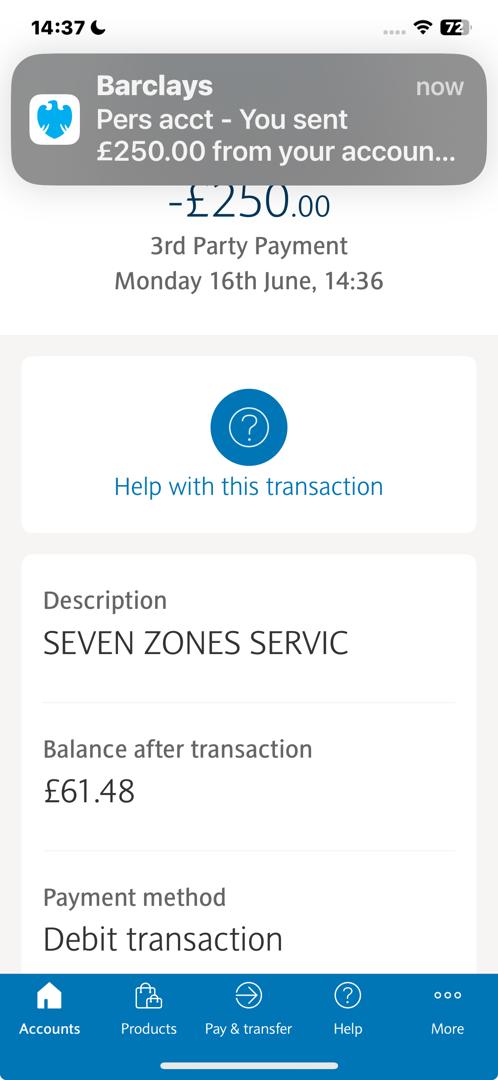 14:37
72
Barclays now
Pers acct - You sent
£250.00 from your accoun...
-£250.00
3rd Party Payment
Monday 16th June, 14:36
Help with this transaction
Description
SEVEN ZONES SERVIC
Balance after transaction
£61.48
Payment method
Debit transaction
Accounts Products Pay & transfer Help More